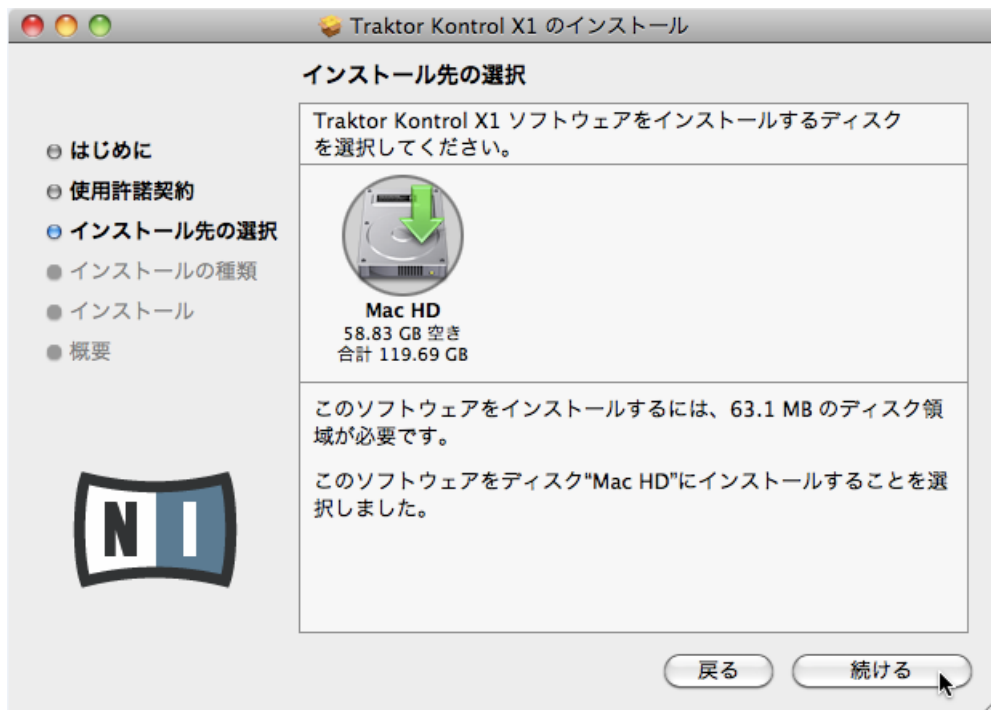 Traktor Kontrol X1 のインストール
インストール先の選択
はじめに
使用許諾契約
インストール先の選択
インストールの種類
インストール
概要
Traktor Kontrol X1 ソフトウェアをインストールするディスク
を選択してください。
Mac HD
58.83 GB 空き
合計 119.69 GB
このソフトウェアをインストールするには、63.1 MB のディスク領
域が必要です。
このソフトウェアをディスク“Mac HD”にインストールすることを選
択しました。
NI
戻る
続ける